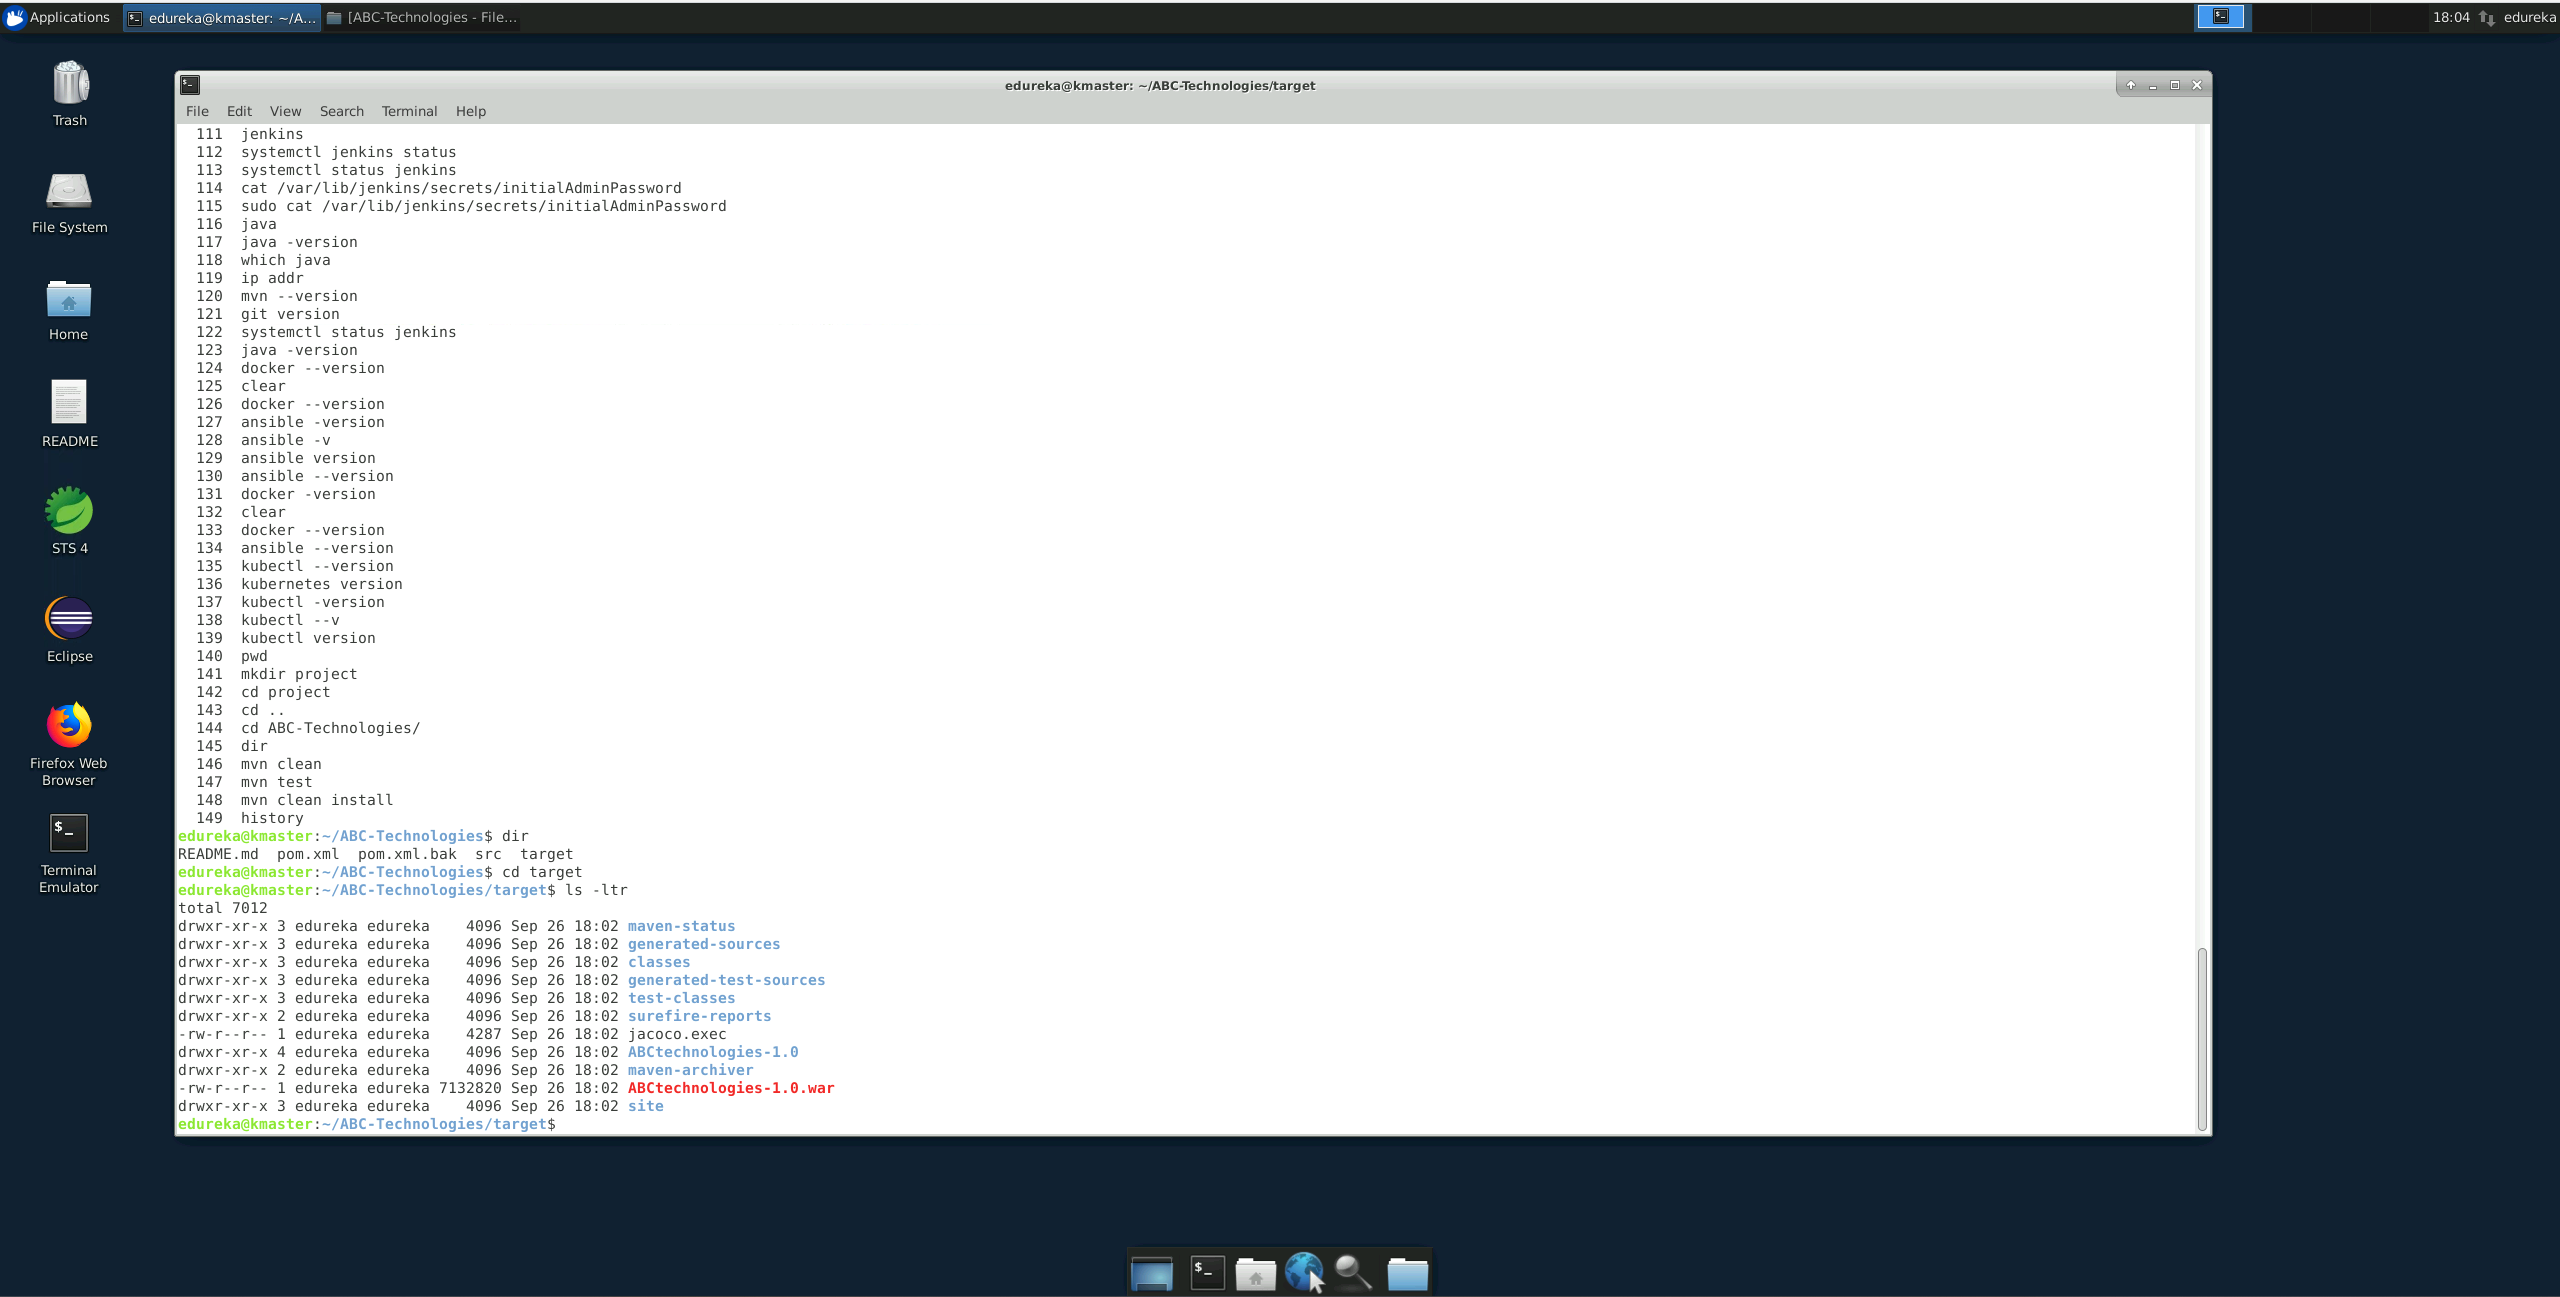 Applications
edureka@kmaster: ~/A...
[ABC-Technologies - File...
18:04
edureka
Trash
File System
Home
README
STS 4
Eclipse
Firefox Web
Browser
Terminal
Emulator
edureka@kmaster: ~/ABC-Technologies/target
File Edit View Search Terminal Help
111 jenkins
112 systemctl jenkins status
113 systemctl status jenkins
114 cat /var/lib/jenkins/secrets/initialAdminPassword
115 sudo cat /var/lib/jenkins/secrets/initialAdminPassword
116 java
117 java -version
118 which java
119 ip addr
120 mvn --version
121 git version
122 systemctl status jenkins
123 java -version
124 docker --version
125 clear
126 docker --version
127 ansible -version
128 ansible -v
129 ansible version
130 ansible --version
131 docker -version
132 clear
133 docker --version
134 ansible --version
135 kubectl --version
136 kubernetes version
137 kubectl -version
138 kubectl --v
139 kubectl version
140 pwd
141 mkdir project
142 cd project
143 cd ..
144 cd ABC-Technologies/
145 dir
146 mvn clean
147 mvn test
148 mvn clean install
149 history
edureka@kmaster:~/ABC-Technologies$ dir
README.md pom.xml pom.xml.bak src target
edureka@kmaster:~/ABC-Technologies$ cd target
edureka@kmaster:~/ABC-Technologies/target$ ls -ltr
total 7012
drwxr-xr-x 3 edureka edureka 4096 Sep 26 18:02 maven-status
drwxr-xr-x 3 edureka edureka 4096 Sep 26 18:02 generated-sources
drwxr-xr-x 3 edureka edureka 4096 Sep 26 18:02 classes
drwxr-xr-x 3 edureka edureka 4096 Sep 26 18:02 generated-test-sources
drwxr-xr-x 3 edureka edureka 4096 Sep 26 18:02 test-classes
drwxr-xr-x 2 edureka edureka 4096 Sep 26 18:02 surefire-reports
-rw-r--r-- 1 edureka edureka 4287 Sep 26 18:02 jacoco.exec
drwxr-xr-x 4 edureka edureka 4096 Sep 26 18:02 ABCtechnologies-1.0
drwxr-xr-x 2 edureka edureka 4096 Sep 26 18:02 maven-archiver
-rw-r--r-- 1 edureka edureka 7132820 Sep 26 18:02 ABCtechnologies-1.0.war
drwxr-xr-x 3 edureka edureka 4096 Sep 26 18:02 site
edureka@kmaster:~/ABC-Technologies/target$